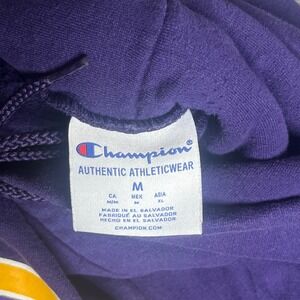 Champion
AUTHENTIC ATHLETICWEAR
M
CA MEX ASIA
M/M M XL
MADE IN EL SALVADOR
FABRIQUÉ AU SALVADOR
HECHO EN EL SALVADOR
CHAMPION.COM